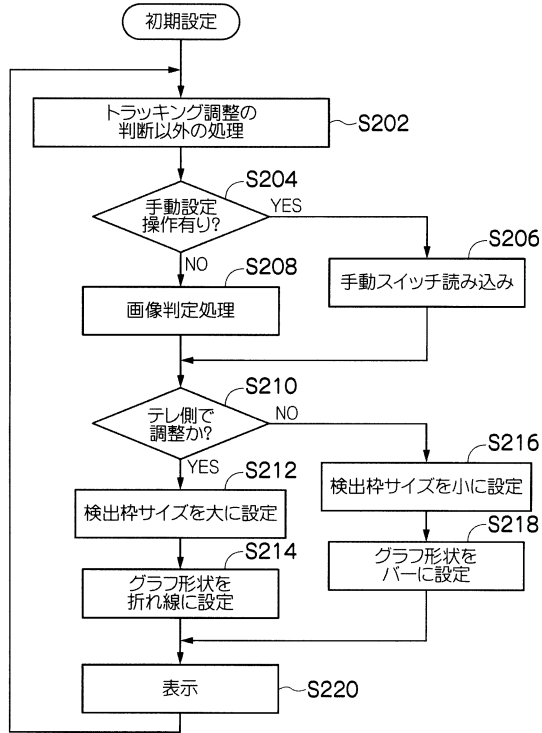 初期設定
トラッキング調整の
判断以外の処理
S202
S204
手動設定
操作有り?
YES
NO
S206
手動スイッチ読み込み
S208
画像判定処理
S210
テレ側で
調整か?
NO
YES
S212
検出枠サイズを大に設定
S216
検出枠サイズを小に設定
S214
グラフ形状を
折れ線に設定
S218
グラフ形状を
バーに設定
表示
S220